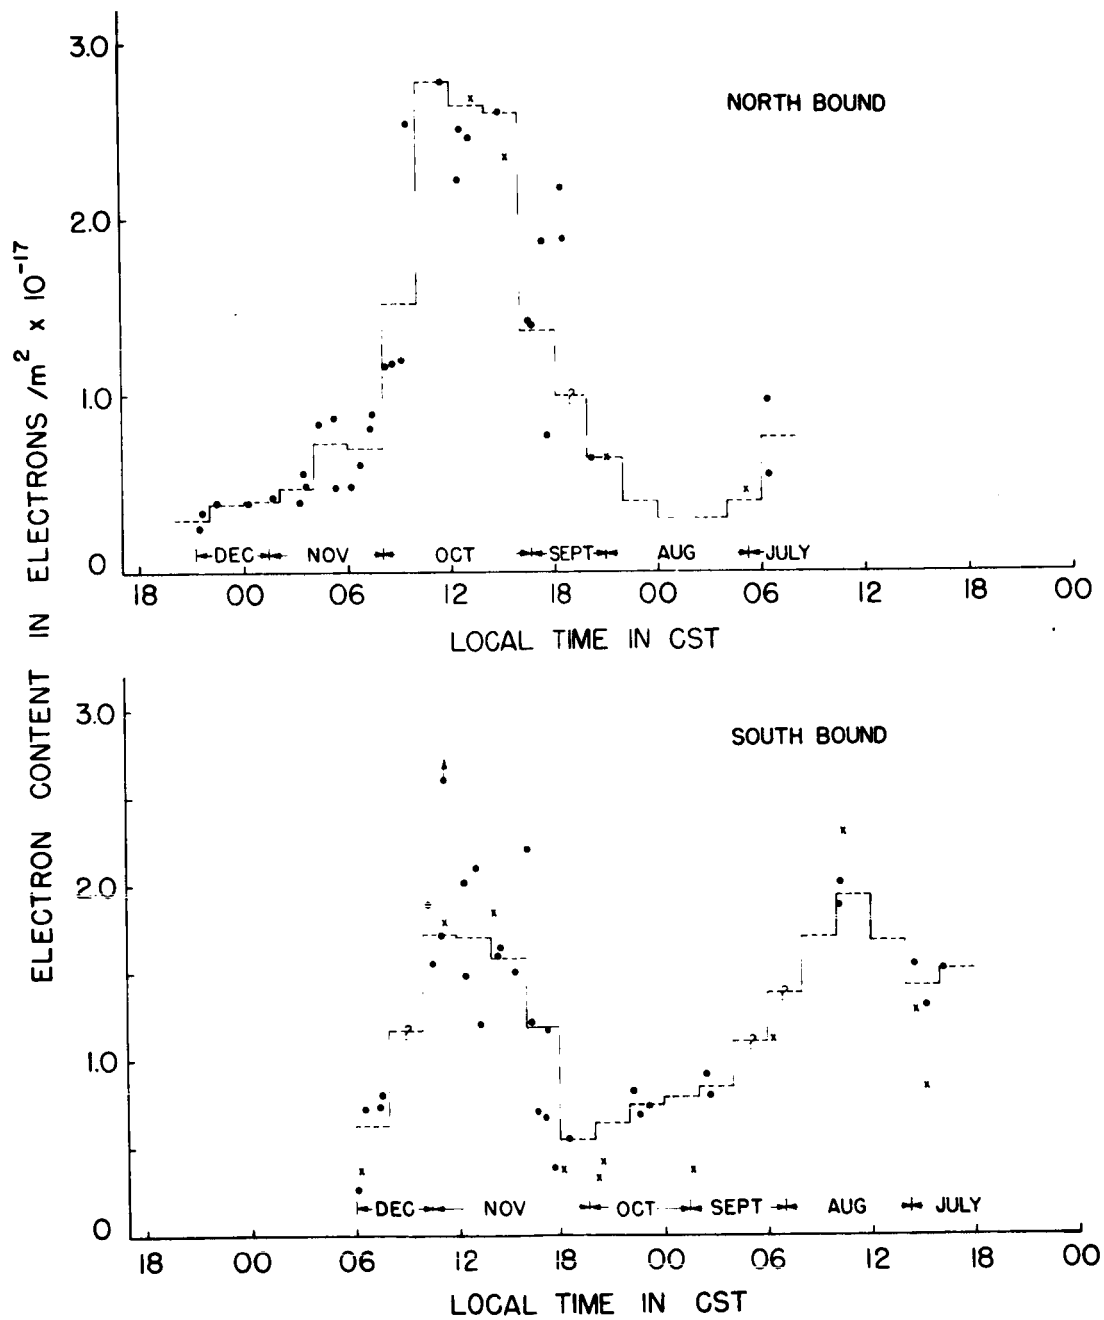 ELECTRON CONTENT IN ELECTRONS /m² x 10⁻¹⁷
3.0
NORTH BOUND
2.0
1.0
?
0
DEC NOV OCT SEPT AUG JULY
18 00 06 12 18 00 06 12 18 00
LOCAL TIME IN CST
3.0
SOUTH BOUND
2.0
? ? ?
1.0
DEC NOV OCT SEPT AUG JULY
0
18 00 06 12 18 00 06 12 18 00
LOCAL TIME IN CST